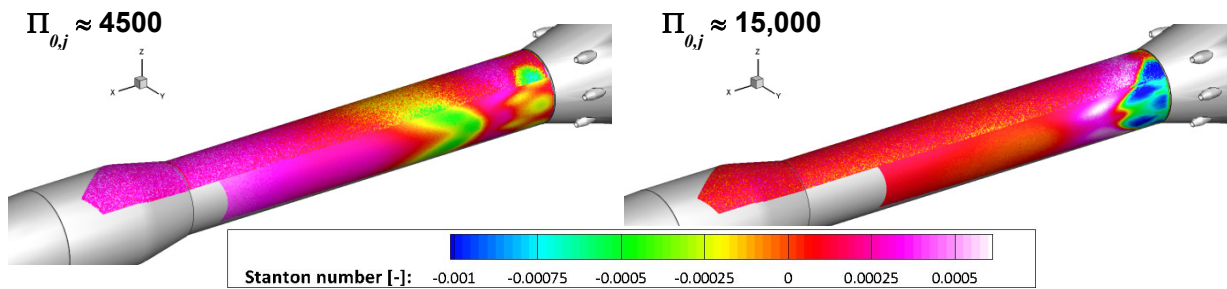 Π0,j ≈ 4500
Π0,j ≈ 15,000
Z
X
Y
Z
X
Y
Stanton number [-]: -0.001 -0.00075 -0.0005 -0.00025 0 0.00025 0.0005